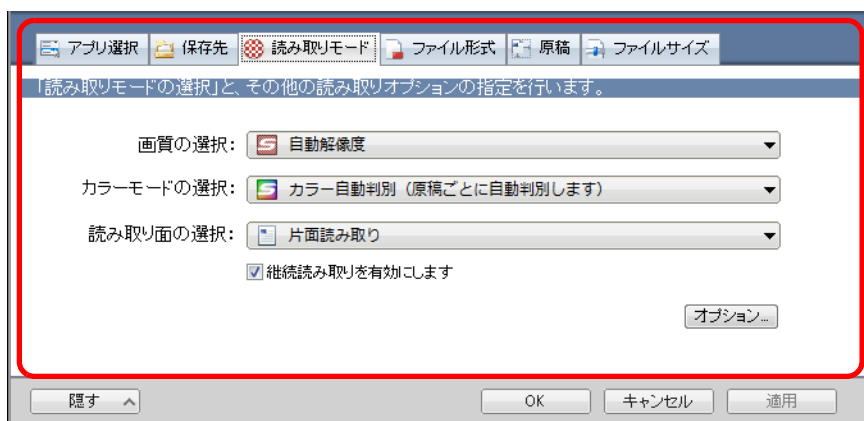 アプリ選択 保存先 読み取りモード ファイル形式 原稿 ファイルサイズ
「読み取りモードの選択」と、その他の読み取りオプションの指定を行います。
画質の選択: 自動解像度
カラーモードの選択: カラー自動判別（原稿ごとに自動判別します）
読み取り面の選択: 片面読み取り
継続読み取りを有効にします
オプション...
隠す OK キャンセル 適用